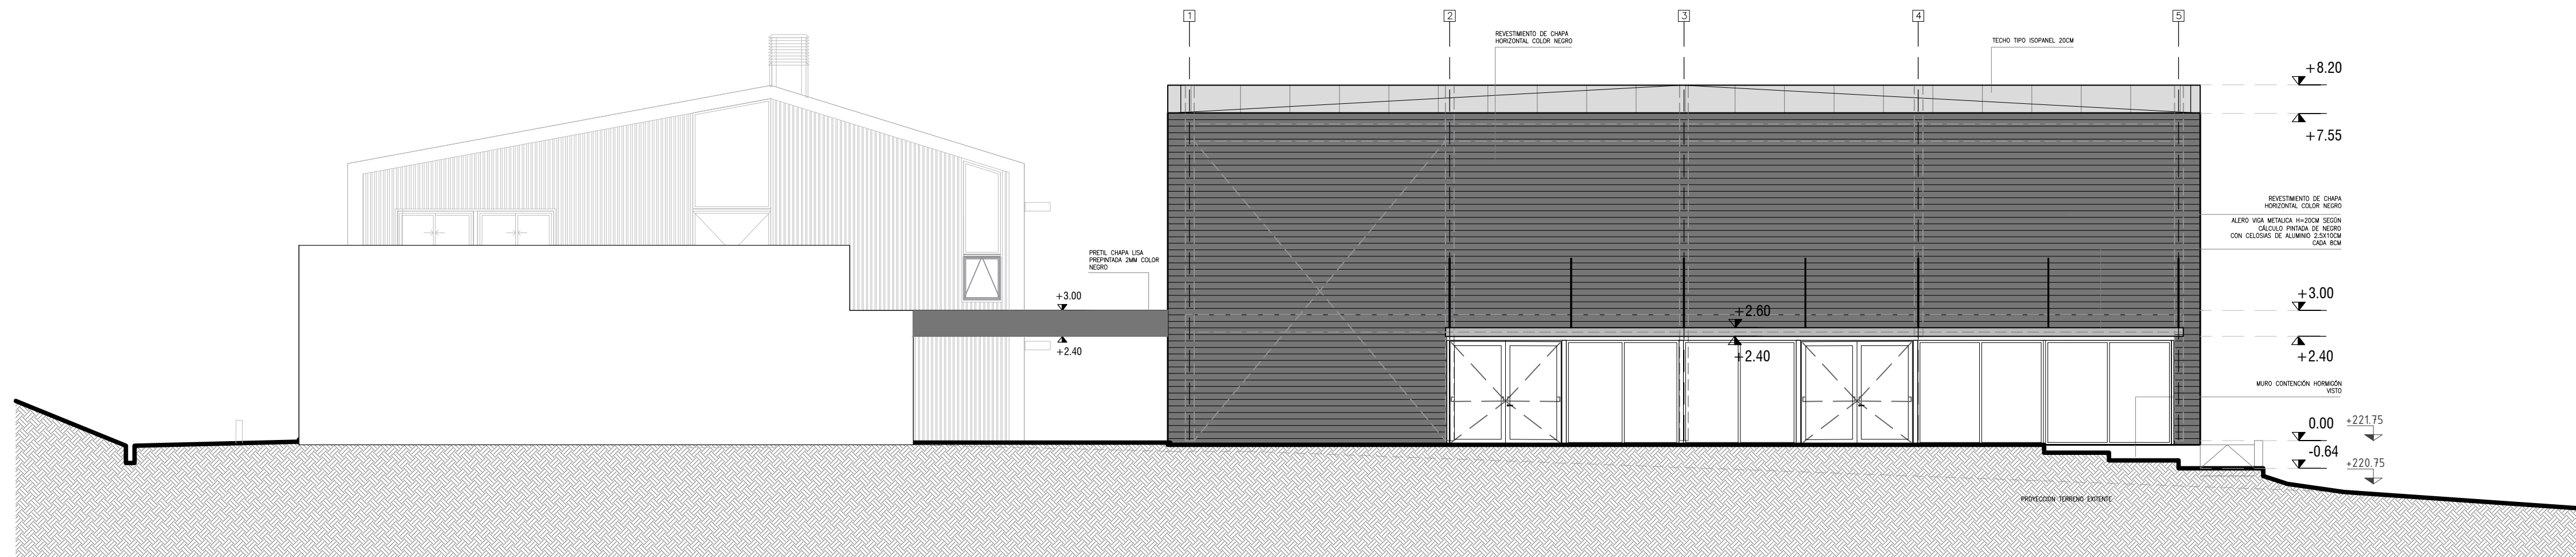 1
2
3
4
5
REVESTIMIENTO DE CHAPA
HORIZONTAL COLOR NEGRO
TECHO TIPO ISOPANEL 20CM
+8.20
+7.55
REVESTIMIENTO DE CHAPA
HORIZONTAL COLOR NEGRO
ALERO VIGA METALICA H=20CM SEGÚN
CÁLCULO PINTADA DE NEGRO
CON CELOSIAS DE ALUMINIO 2.5X10CM
CADA 8CM
PRETIL CHAPA LISA
PREPINTADA 2MM COLOR
NEGRO
+3.00
+2.40
+2.60
+2.40
+3.00
+2.40
MURO CONTENCIÓN HORMIGÓN
VISTO
0.00
+221.75
-0.64
+220.75
PROYECCION TERRENO EXITENTE